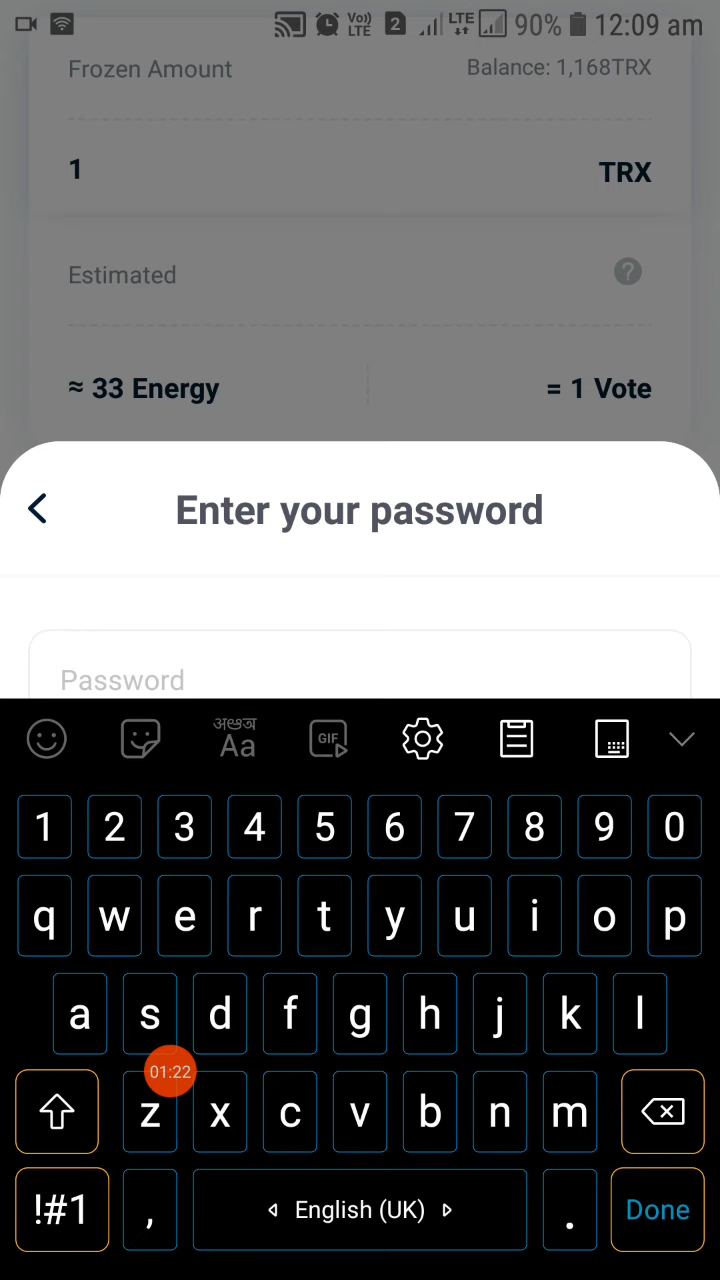 Vo)) LTE 2 LTE 90% 12:09 am
Frozen Amount Balance: 1,168TRX
1 TRX
Estimated ?
≈ 33 Energy = 1 Vote
Enter your password
Password
अঅঅ Aa GIF
1 2 3 4 5 6 7 8 9 0
q w e r t y u i o p
a s d f g h j k l
01:22
z x c v b n m
!#1 , English (UK) . Done